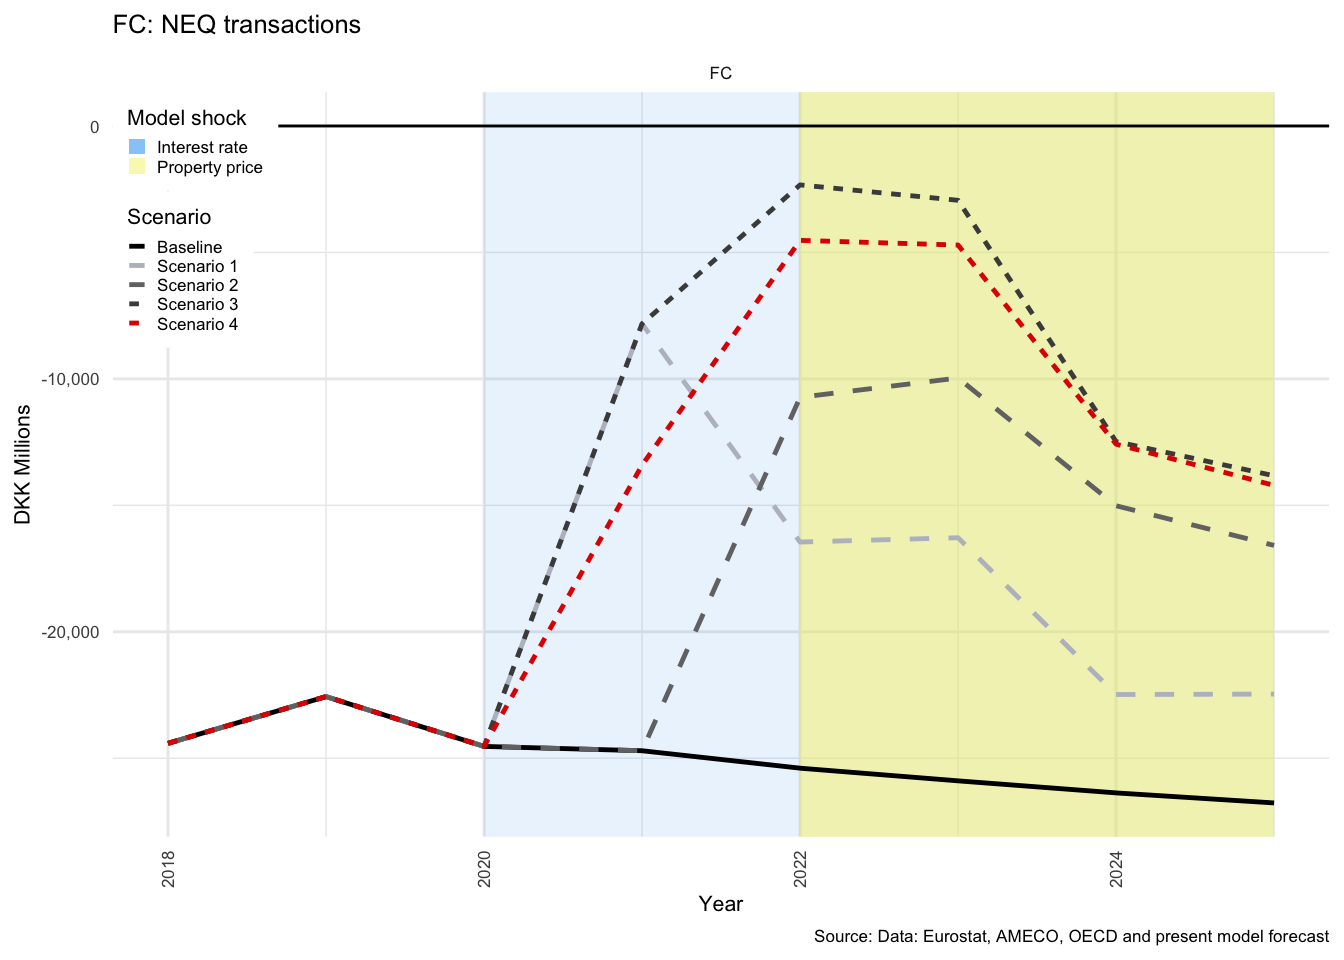 FC: NEQ transactions
FC
Model shock
Interest rate
Property price
Scenario
Baseline
Scenario 1
Scenario 2
Scenario 3
Scenario 4
0
-10,000
-20,000
DKK Millions
2018
2020
2022
2024
Year
Source: Data: Eurostat, AMECO, OECD and present model forecast